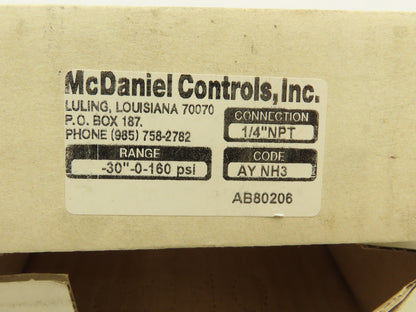 McDaniel Controls, Inc.
LULING, LOUISIANA 70070
P.O. BOX 187.
PHONE (985) 758-2782
CONNECTION
1/4"NPT
RANGE
-30"-0-160 psi
CODE
AY NH3
AB80206